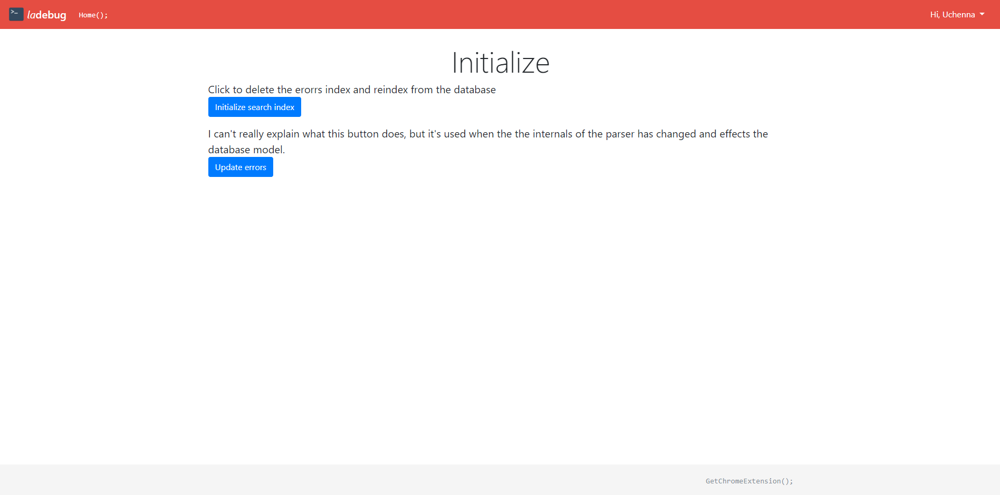 >_ ladebug Home(); Hi, Uchenna
Initialize
Click to delete the erorrs index and reindex from the database
Initialize search index
I can't really explain what this button does, but it's used when the the internals of the parser has changed and effects the
database model.
Update errors
GetChromeExtension();